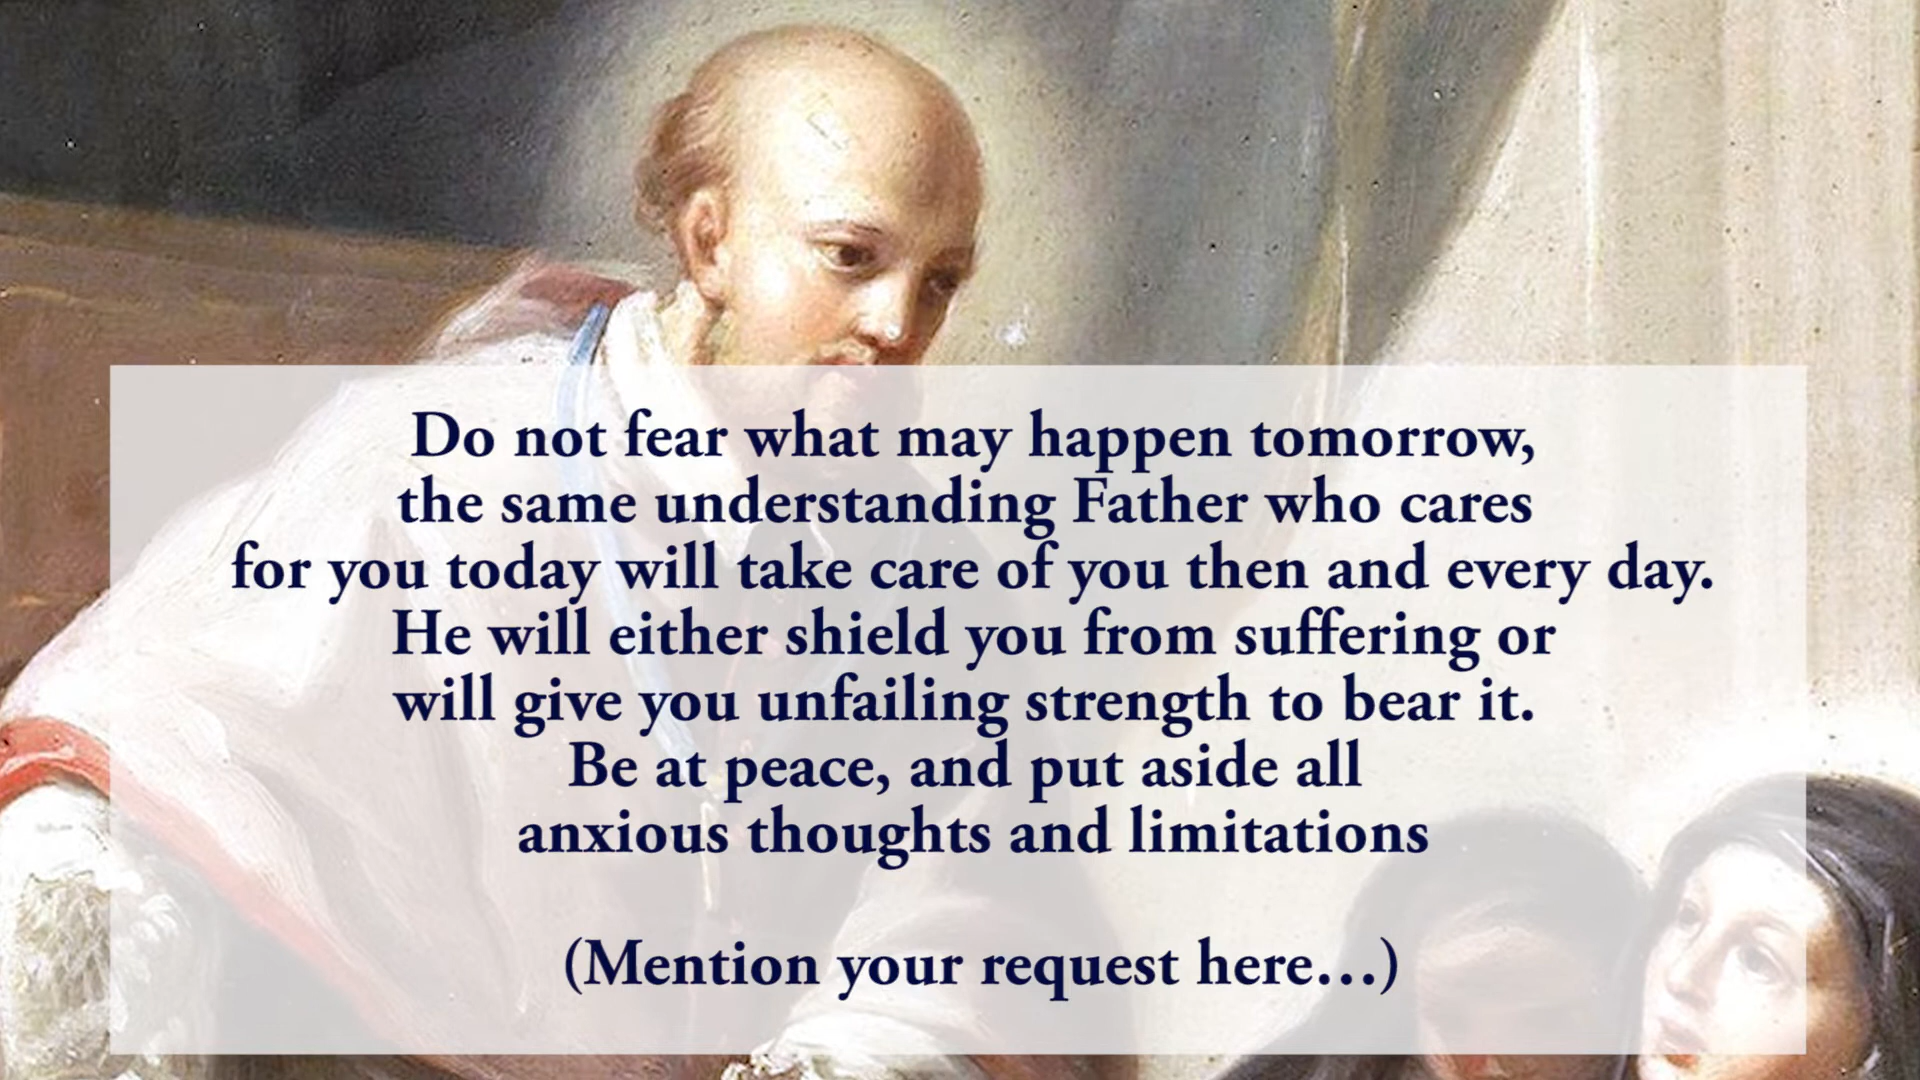 Do not fear what may happen tomorrow,
the same understanding Father who cares
for you today will take care of you then and every day.
He will either shield you from suffering or
will give you unfailing strength to bear it.
Be at peace, and put aside all
anxious thoughts and limitations
(Mention your request here…)